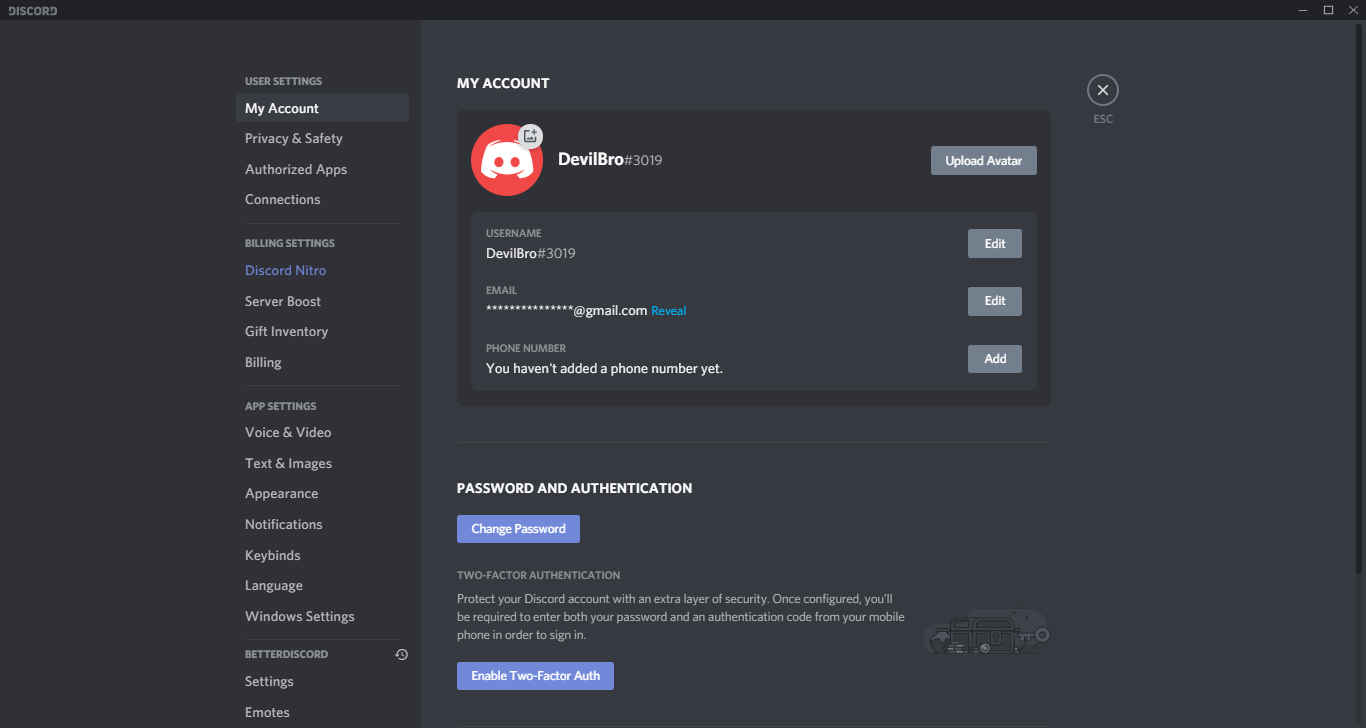 DISCORD
USER SETTINGS
My Account
Privacy & Safety
Authorized Apps
Connections
BILLING SETTINGS
Discord Nitro
Server Boost
Gift Inventory
Billing
APP SETTINGS
Voice & Video
Text & Images
Appearance
Notifications
Keybinds
Language
Windows Settings
BETTERDISCORD
Settings
Emotes
MY ACCOUNT
DevilBro#3019
Upload Avatar
USERNAME
DevilBro#3019
Edit
EMAIL
***************@gmail.com Reveal
Edit
PHONE NUMBER
You haven't added a phone number yet.
Add
PASSWORD AND AUTHENTICATION
Change Password
TWO-FACTOR AUTHENTICATION
Protect your Discord account with an extra layer of security. Once configured, you'll
be required to enter both your password and an authentication code from your mobile
phone in order to sign in.
Enable Two-Factor Auth
ESC